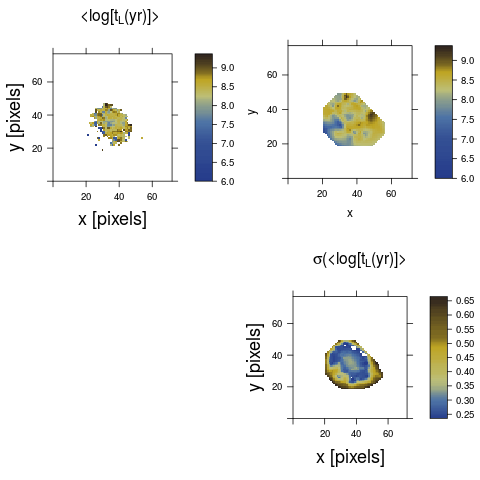 <log[t_L(yr)]>
60
40
20
20 40 60
y [pixels]
x [pixels]
9.0
8.5
8.0
7.5
7.0
6.5
6.0
60
40
20
20 40 60
y
x
9.0
8.5
8.0
7.5
7.0
6.5
6.0
σ(<log[t_L(yr)]>
60
40
20
20 40 60
y [pixels]
x [pixels]
0.65
0.60
0.55
0.50
0.45
0.40
0.35
0.30
0.25